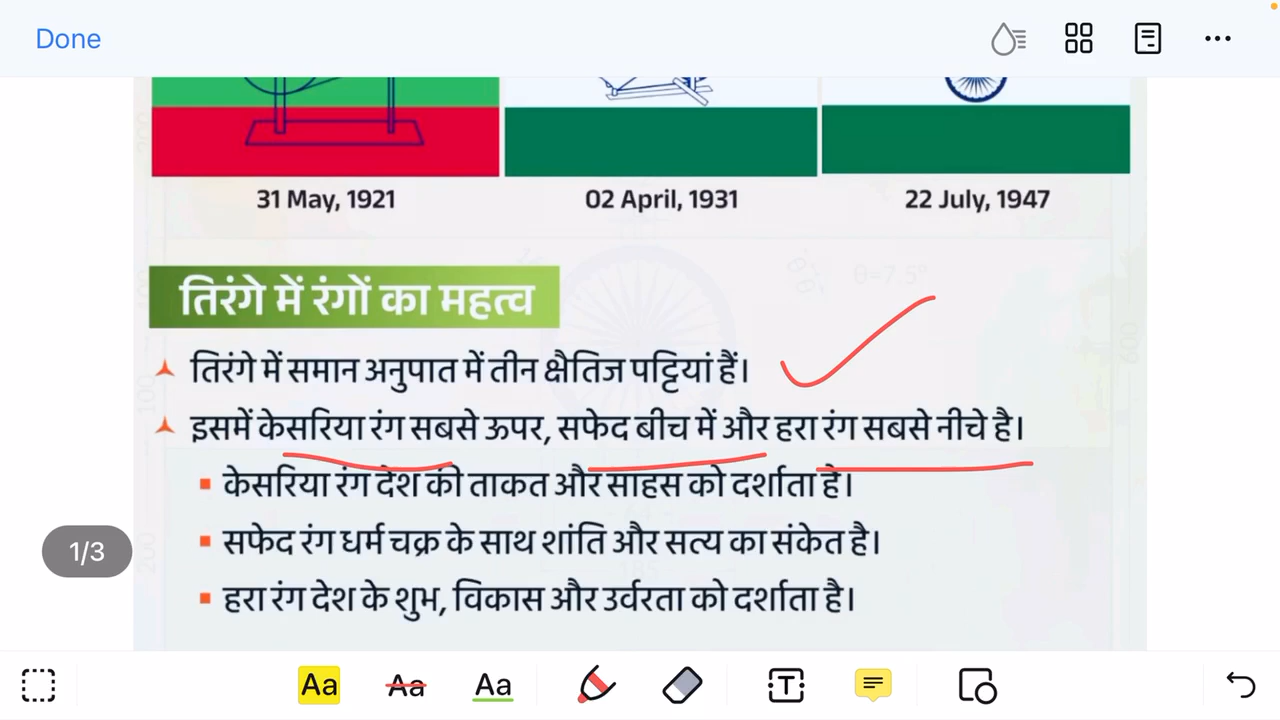 Done
31 May, 1921
02 April, 1931
22 July, 1947
तिरंगे में रंगों का महत्व
तिरंगे में समान अनुपात में तीन क्षैतिज पट्टियां हैं।
इसमें केसरिया रंग सबसे ऊपर, सफेद बीच में और हरा रंग सबसे नीचे है।
केसरिया रंग देश की ताकत और साहस को दर्शाता है।
सफेद रंग धर्म चक्र के साथ शांति और सत्य का संकेत है।
1/3
हरा रंग देश के शुभ, विकास और उर्वरता को दर्शाता है।
Aa Aa Aa T